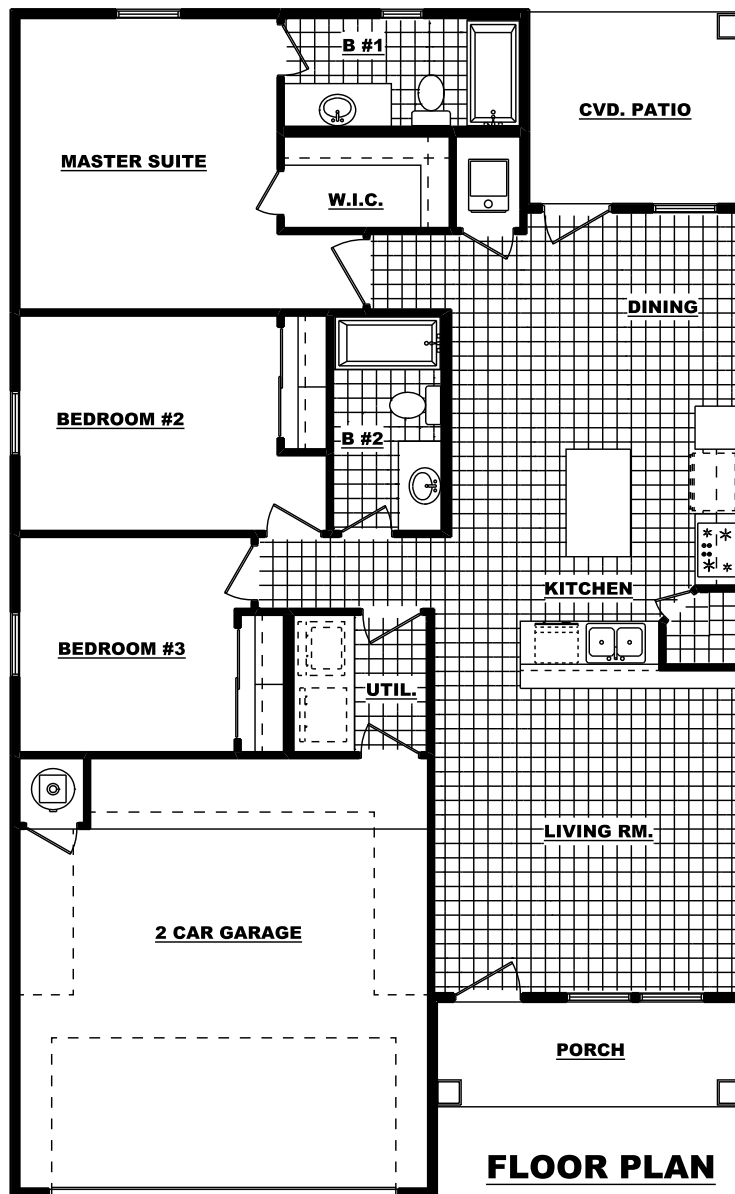 B #1
CVD. PATIO
MASTER SUITE
W.I.C.
DINING
BEDROOM #2
B #2
KITCHEN
BEDROOM #3
UTIL.
LIVING RM.
2 CAR GARAGE
PORCH
FLOOR PLAN